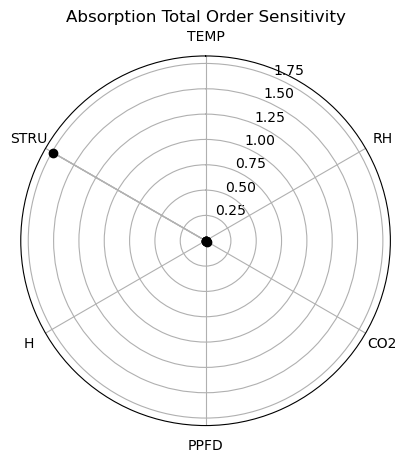 Absorption Total Order Sensitivity
TEMP
1.75
1.50
1.25
1.00
0.75
0.50
0.25
STRU
RH
H
CO2
PPFD